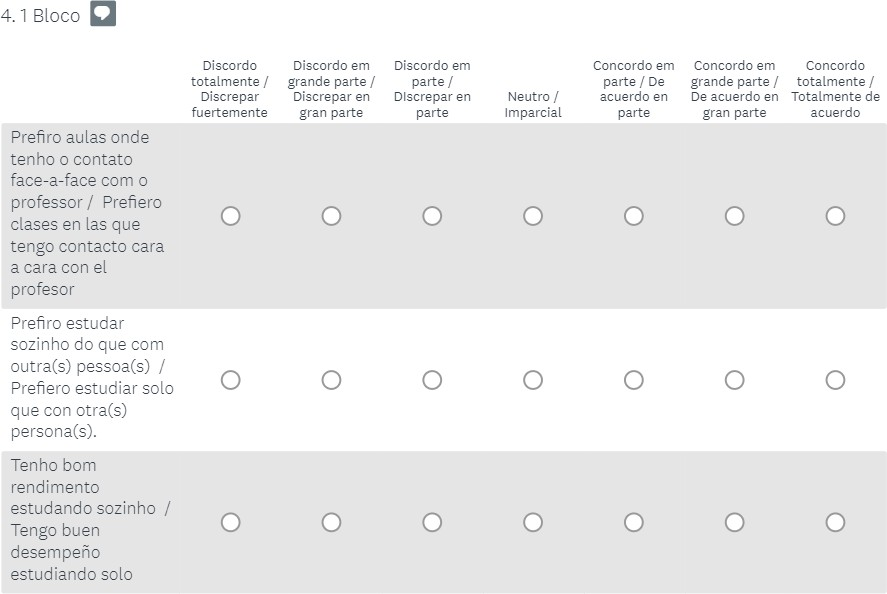 4. 1 Bloco
Discordo
totalmente /
Discrepar
fuertemente
Discordo em
grande parte /
Discrepar en
gran parte
Discordo em
parte /
DIscrepar en
parte
Neutro /
Imparcial
Concordo em
parte / De
acuerdo en
parte
Concordo em
grande parte /
De acuerdo en
gran parte
Concordo
totalmente /
Totalmente de
acuerdo
Prefiro aulas onde
tenho o contato
face-a-face com o
professor / Prefiero
clases en las que
tengo contacto cara
a cara con el
profesor
Prefiro estudar
sozinho do que com
outra(s) pessoa(s) /
Prefiero estudiar solo
que con otra(s)
persona(s).
Tenho bom
rendimento
estudando sozinho /
Tengo buen
desempeño
estudiando solo